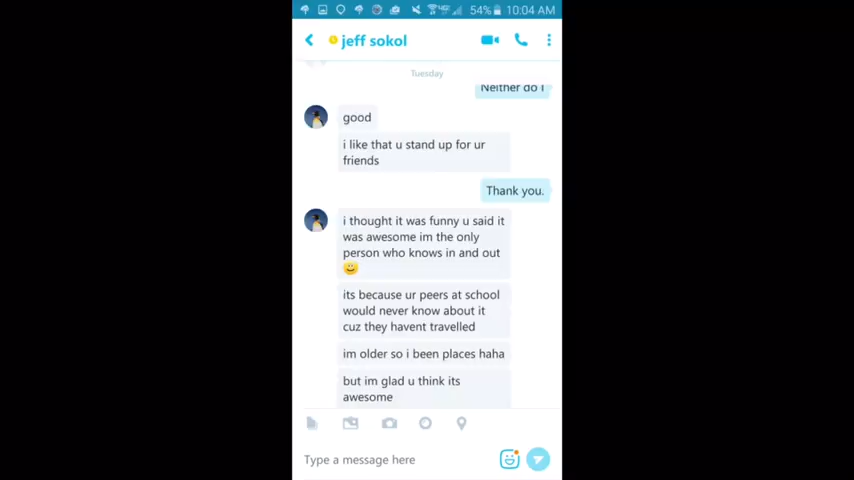 54% 10:04 AM
jeff sokol
Tuesday
Neither do I
good
i like that u stand up for ur
friends
Thank you.
i thought it was funny u said it
was awesome im the only
person who knows in and out
its because ur peers at school
would never know about it
cuz they havent travelled
im older so i been places haha
but im glad u think its
awesome
Type a message here